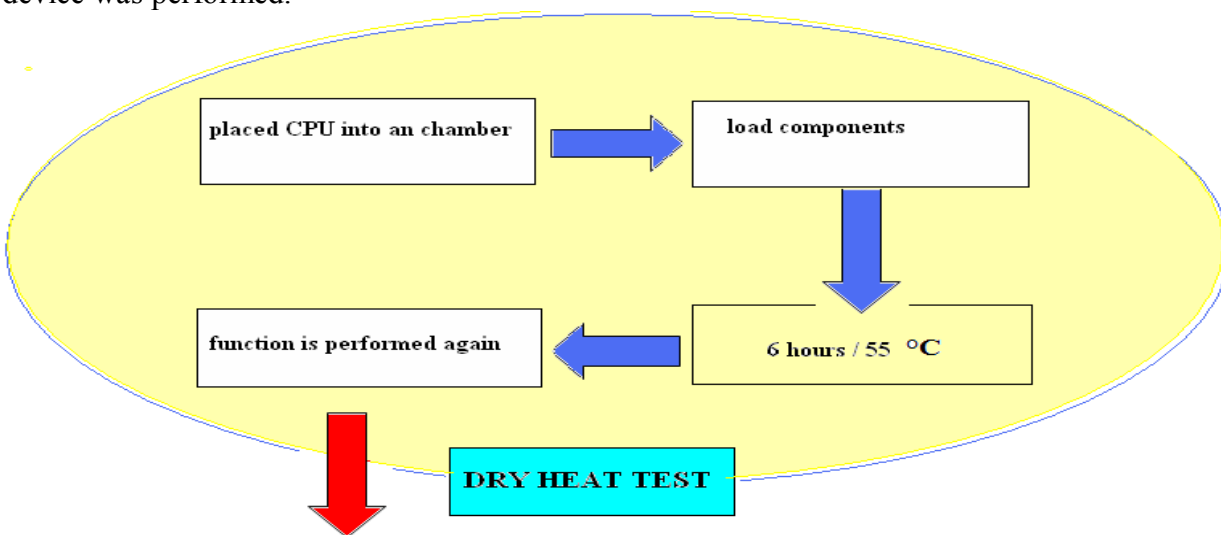 device was performed.
placed CPU into an chamber
load components
function is performed again
6 hours / 55 °C
DRY HEAT TEST